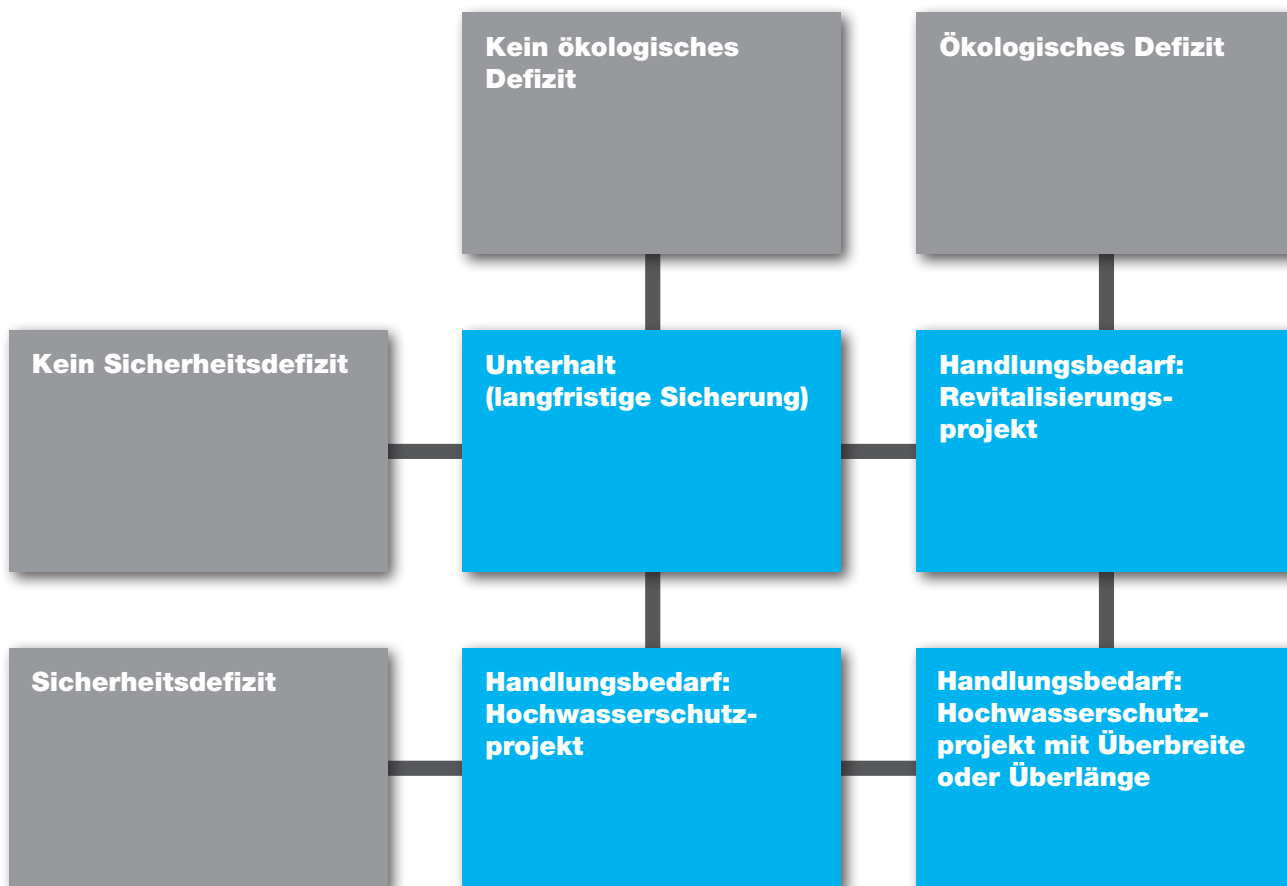 Kein ökologisches
Defizit
Ökologisches Defizit
Kein Sicherheitsdefizit
Unterhalt
(langfristige Sicherung)
Handlungsbedarf:
Revitalisierungs-
projekt
Sicherheitsdefizit
Handlungsbedarf:
Hochwasserschutz-
projekt
Handlungsbedarf:
Hochwasserschutz-
projekt mit Überbreite
oder Überlänge